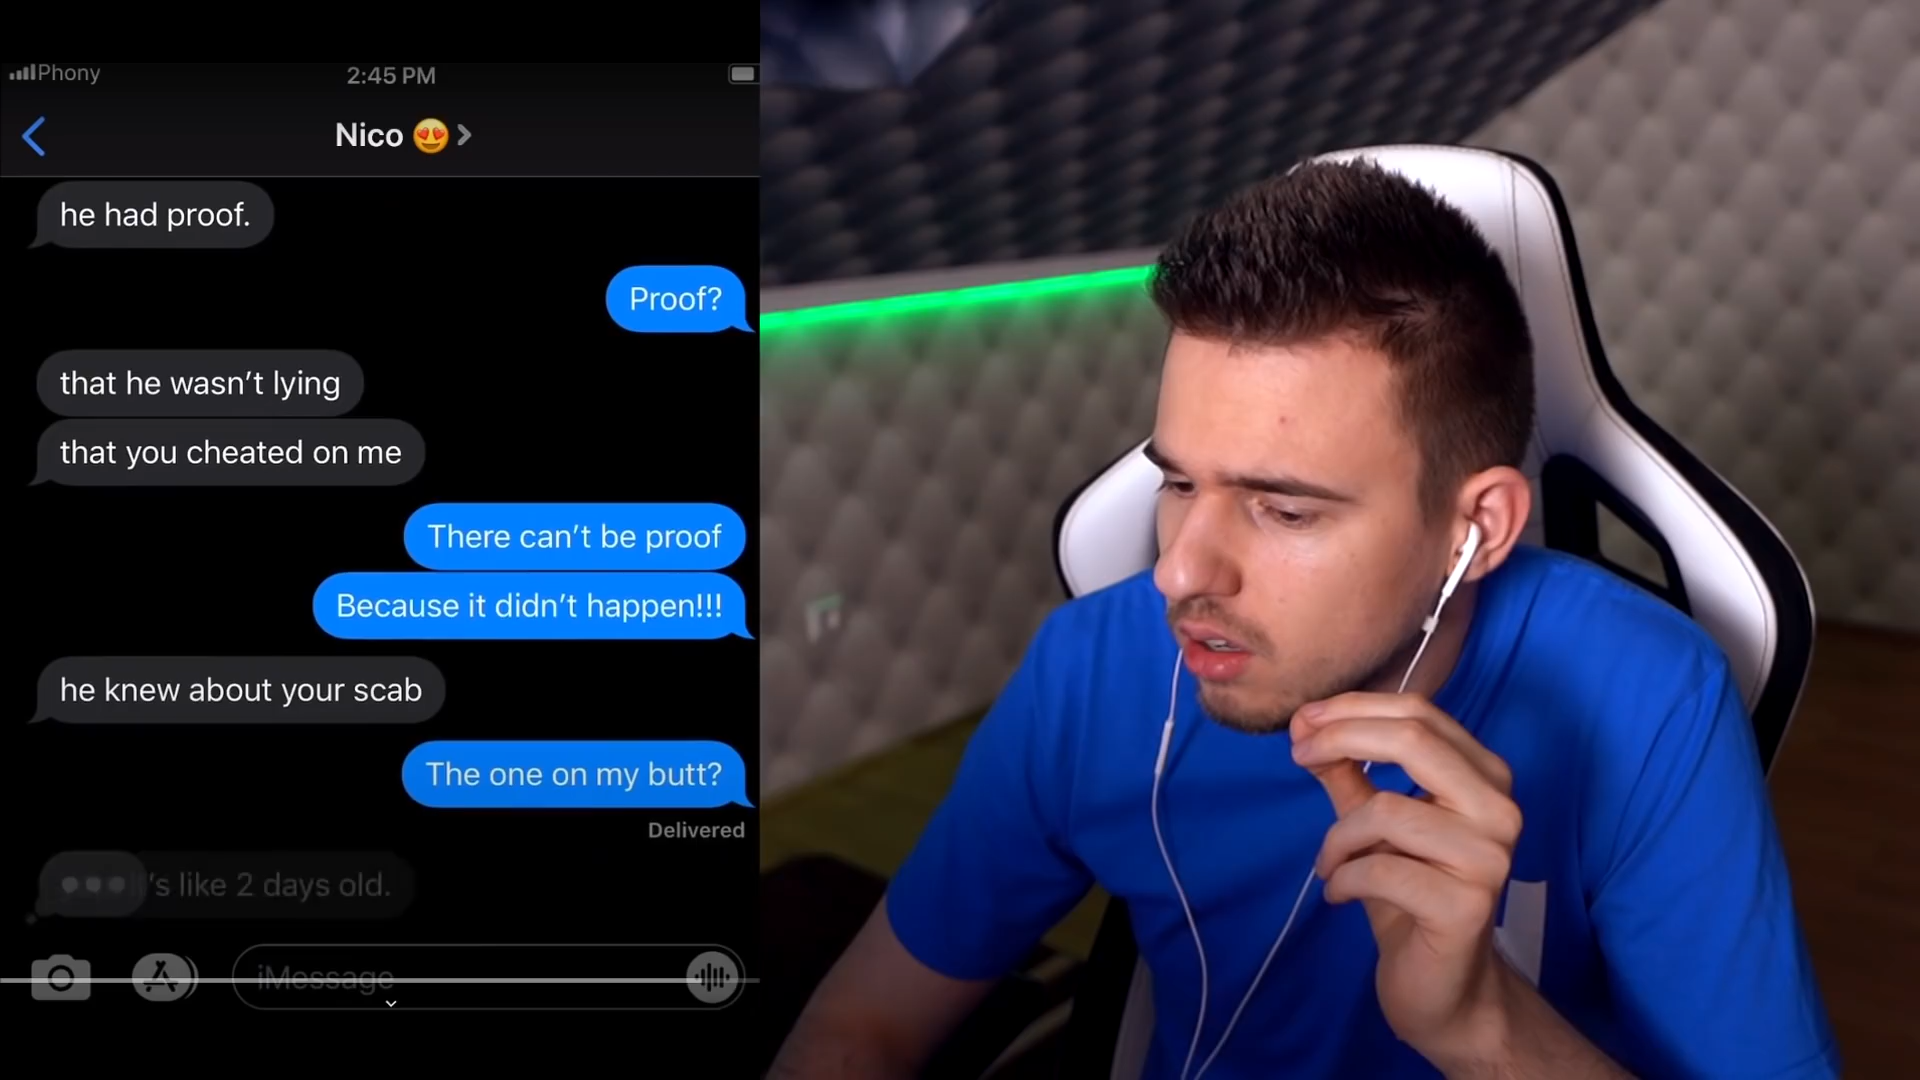 Phony
2:45 PM
Nico 😍
he had proof.
Proof?
that he wasn't lying
that you cheated on me
There can't be proof
Because it didn't happen!!!
he knew about your scab
The one on my butt?
Delivered
's like 2 days old.
iMessage